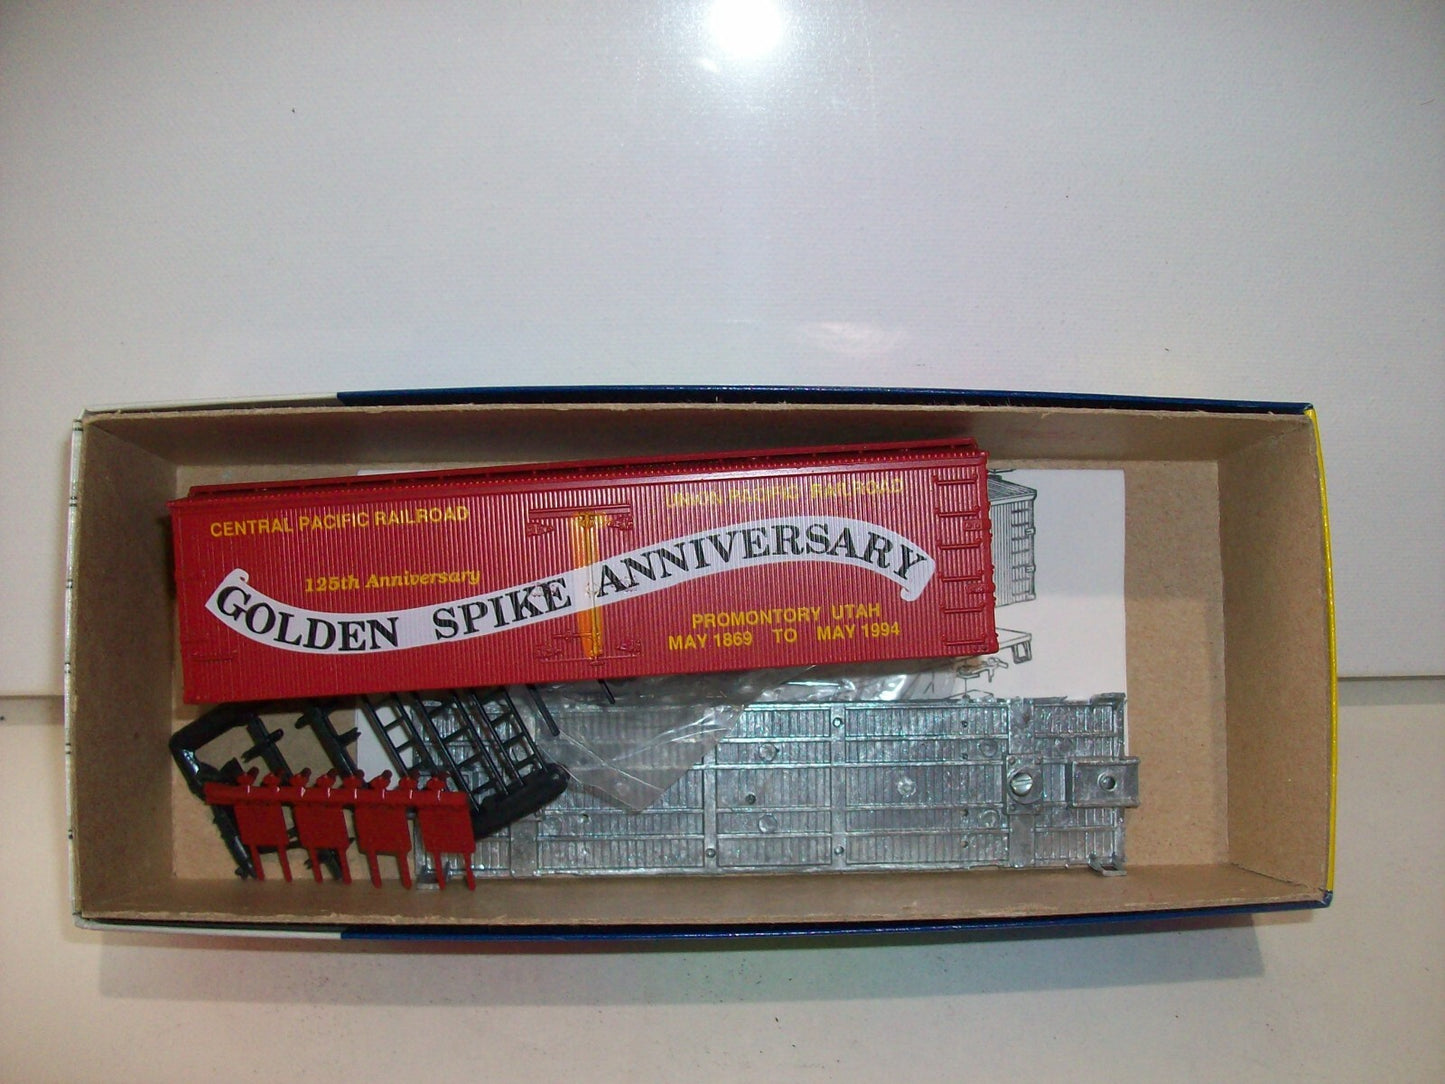 CENTRAL PACIFIC RAILROAD
UNION PACIFIC RAILROAD
125th Anniversary
GOLDEN SPIKE ANNIVERSARY
PROMONTORY UTAH
MAY 1869 TO MAY 1994